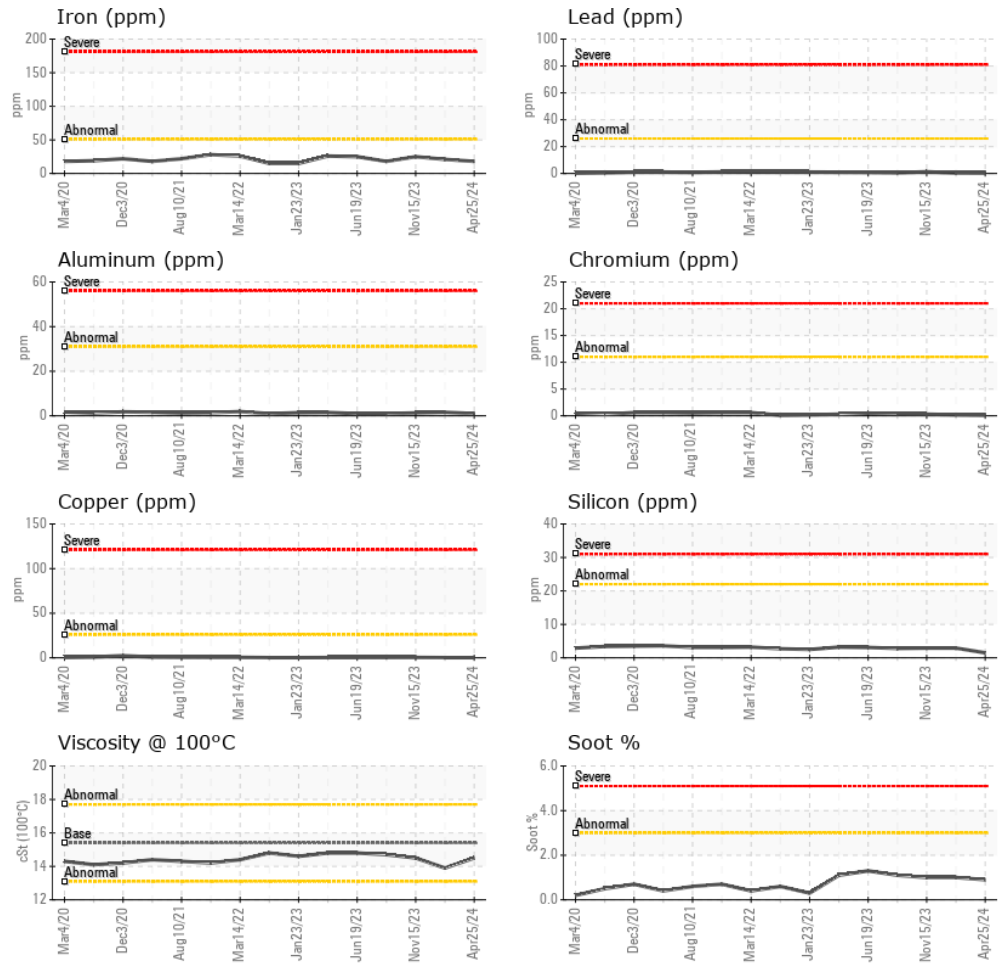 Iron (ppm)
200
150
100
50
0
ppm
Severe
Abnormal
Mar4/20
Dec3/20
Aug10/21
Mar14/22
Jan23/23
Jun19/23
Nov15/23
Apr25/24
Lead (ppm)
100
80
60
40
20
0
ppm
Severe
Abnormal
Mar4/20
Dec3/20
Aug10/21
Mar14/22
Jan23/23
Jun19/23
Nov15/23
Apr25/24
Aluminum (ppm)
60
40
20
0
ppm
Severe
Abnormal
Mar4/20
Dec3/20
Aug10/21
Mar14/22
Jan23/23
Jun19/23
Nov15/23
Apr25/24
Chromium (ppm)
25
20
15
10
5
0
ppm
Severe
Abnormal
Mar4/20
Dec3/20
Aug10/21
Mar14/22
Jan23/23
Jun19/23
Nov15/23
Apr25/24
Copper (ppm)
150
100
50
0
ppm
Severe
Abnormal
Mar4/20
Dec3/20
Aug10/21
Mar14/22
Jan23/23
Jun19/23
Nov15/23
Apr25/24
Silicon (ppm)
40
30
20
10
0
ppm
Severe
Abnormal
Mar4/20
Dec3/20
Aug10/21
Mar14/22
Jan23/23
Jun19/23
Nov15/23
Apr25/24
Viscosity @ 100°C
20
18
16
14
12
cSt (100°C)
Abnormal
Base
Abnormal
Mar4/20
Dec3/20
Aug10/21
Mar14/22
Jan23/23
Jun19/23
Nov15/23
Apr25/24
Soot %
6.0
4.0
2.0
0.0
Soot %
Severe
Abnormal
Mar4/20
Dec3/20
Aug10/21
Mar14/22
Jan23/23
Jun19/23
Nov15/23
Apr25/24